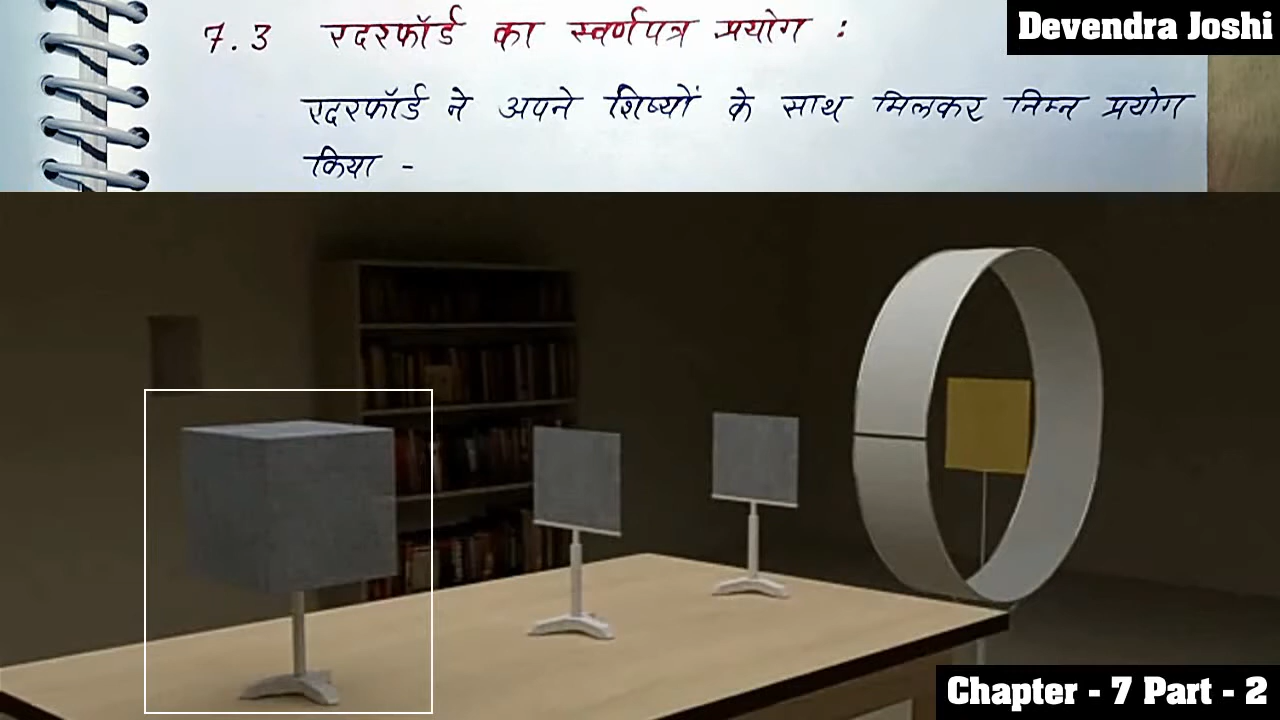 Devendra Joshi
7.3 रदरफॉर्ड का स्वर्णपत्र प्रयोग :
रदरफॉर्ड ने अपने शिष्यों के साथ मिलकर निम्न प्रयोग
किया -
Chapter - 7 Part - 2